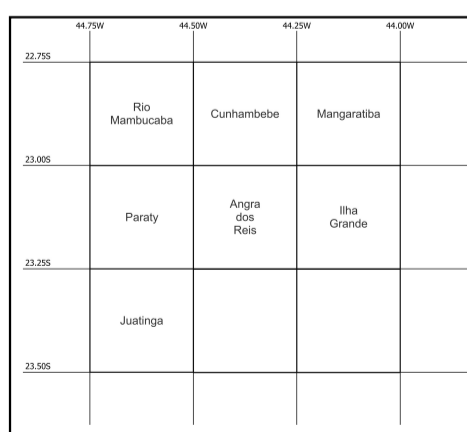 44.75W 44.50W 44.25W 44.00W
22.75S
Rio
Mambucaba
Cunhambebe
Mangaratiba
23.00S
Paraty
Angra
dos
Reis
Ilha
Grande
23.25S
Juatinga
23.50S